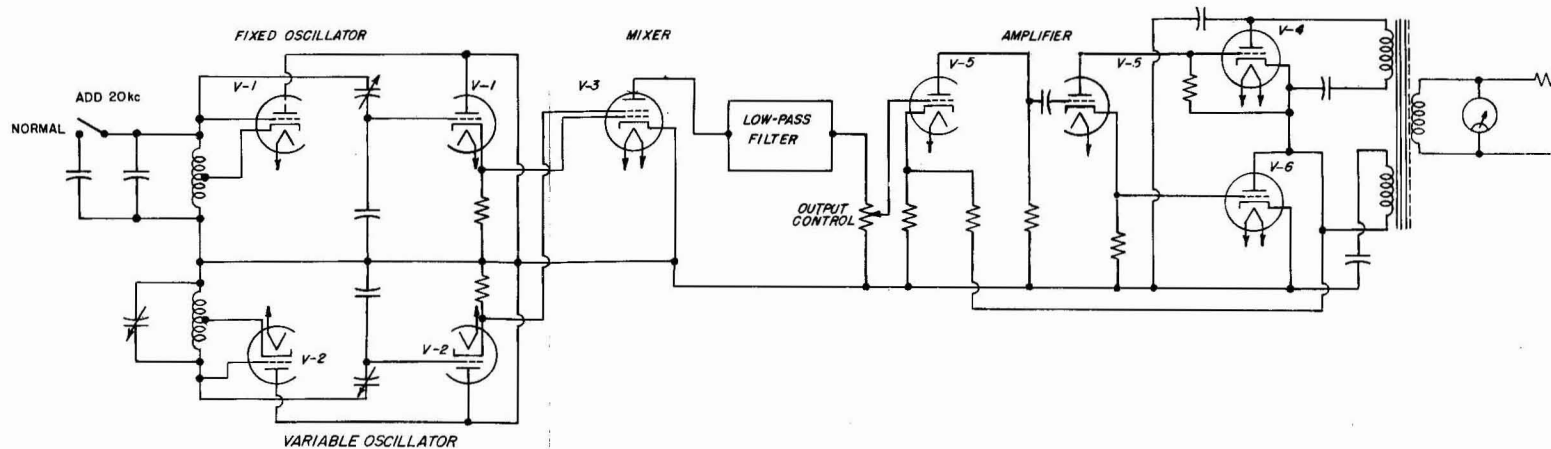 FIXED OSCILLATOR
MIXER
AMPLIFIER
V-4
V-1
V-1
V-3
V-5
V-5
ADD 20kc
NORMAL
LOW-PASS
FILTER
V-6
OUTPUT
CONTROL
V-2
V-2
VARIABLE OSCILLATOR